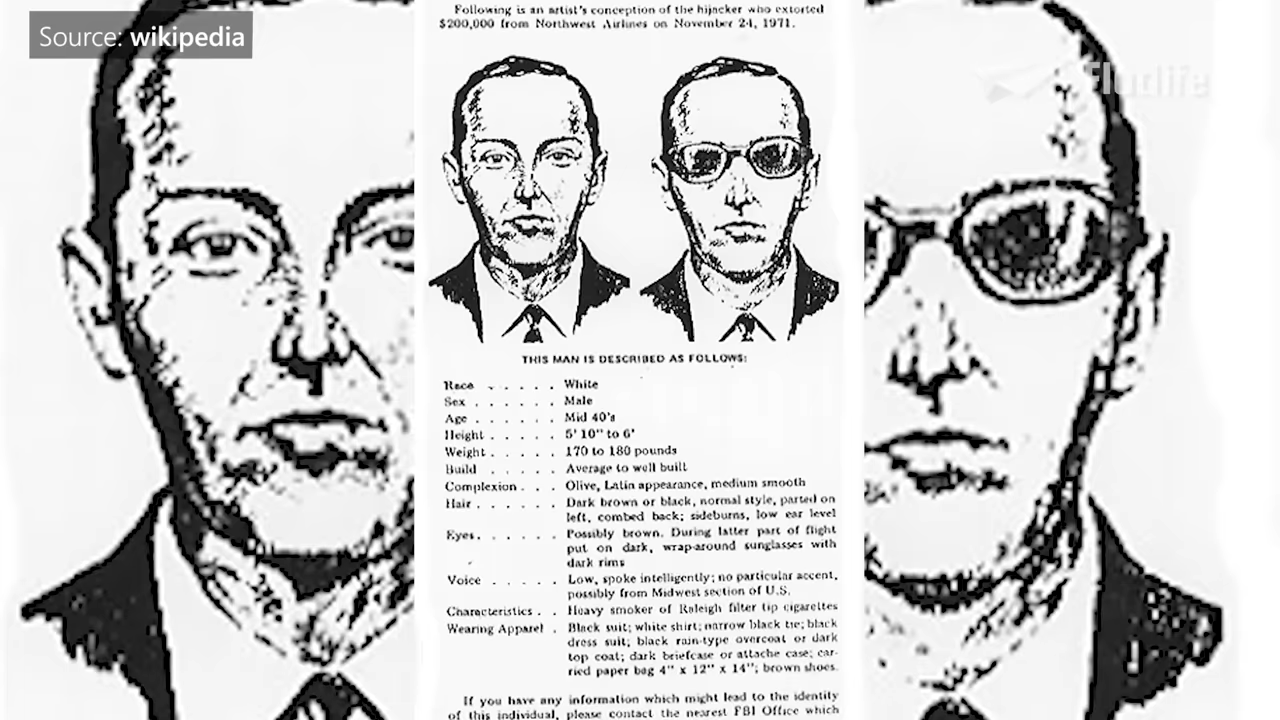 Source: wikipedia
Following is an artist's conception of the hijacker who extorted
$200,000 from Northwest Airlines on November 24, 1971.
Fludlife
THIS MAN IS DESCRIBED AS FOLLOWS:
Race . . . . . . White
Sex . . . . . . . Male
Age . . . . . . . Mid 40's
Height . . . . . 5' 10" to 6'
Weight . . . . . 170 to 180 pounds
Build . . . . . Average to well built
Complexion . . . Olive, Latin appearance, medium smooth
Hair . . . . . . Dark brown or black, normal style, parted on
left, combed back; sideburns, low ear level
Eyes . . . . . . Possibly brown. During latter part of flight
put on dark, wrap-around sunglasses with
dark rims
Voice . . . . . Low, spoke intelligently; no particular accent,
possibly from Midwest section of U.S.
Characteristics . . Heavy smoker of Raleigh filter tip cigarettes
Wearing Apparel . Black suit; white shirt; narrow black tie; black
dress suit; black rain-type overcoat or dark
top coat; dark briefcase or attache case; car-
ried paper bag 4" x 12" x 14"; brown shoes.
If you have any information which might lead to the identity
of this individual, please contact the nearest FBI Office which